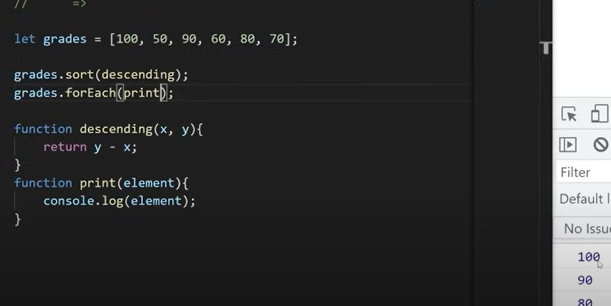 //      =>
let grades = [100, 50, 90, 60, 80, 70];
grades.sort(descending);
grades.forEach(print);
function descending(x, y){
    return y - x;
}
function print(element){
    console.log(element);
}
T
Filter
Default
No Issu
100
90
80